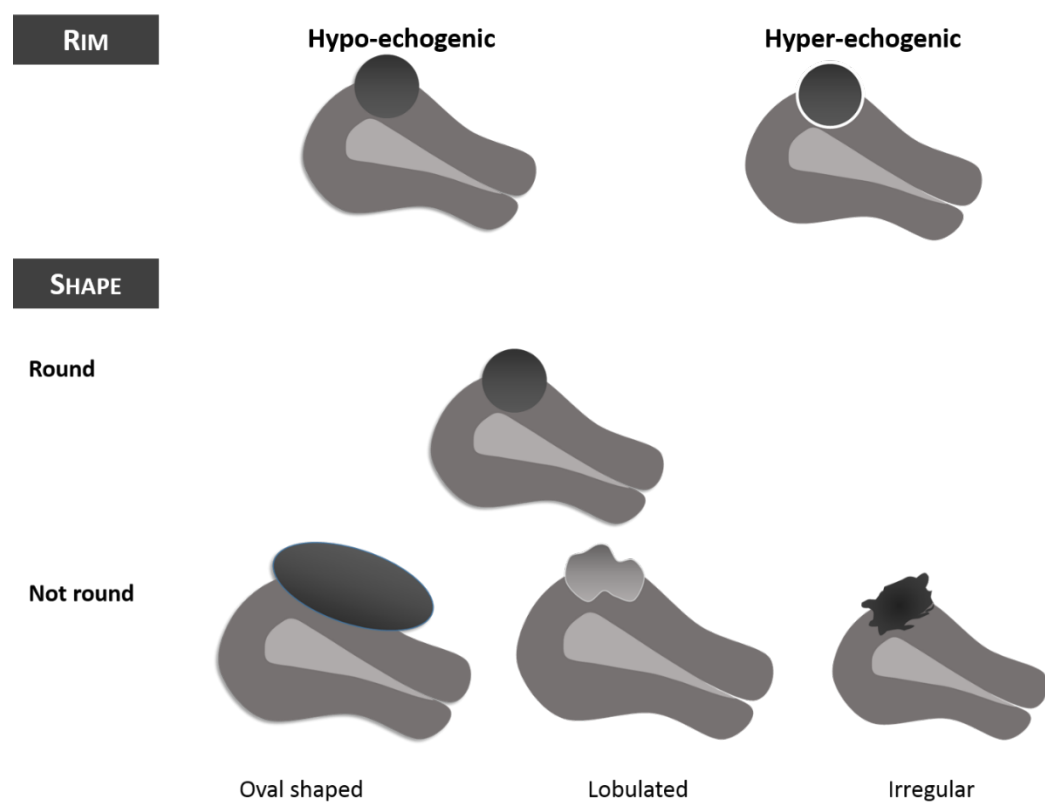 RIM
Hypo-echogenic
Hyper-echogenic
SHAPE
Round
Not round
Oval shaped
Lobulated
Irregular